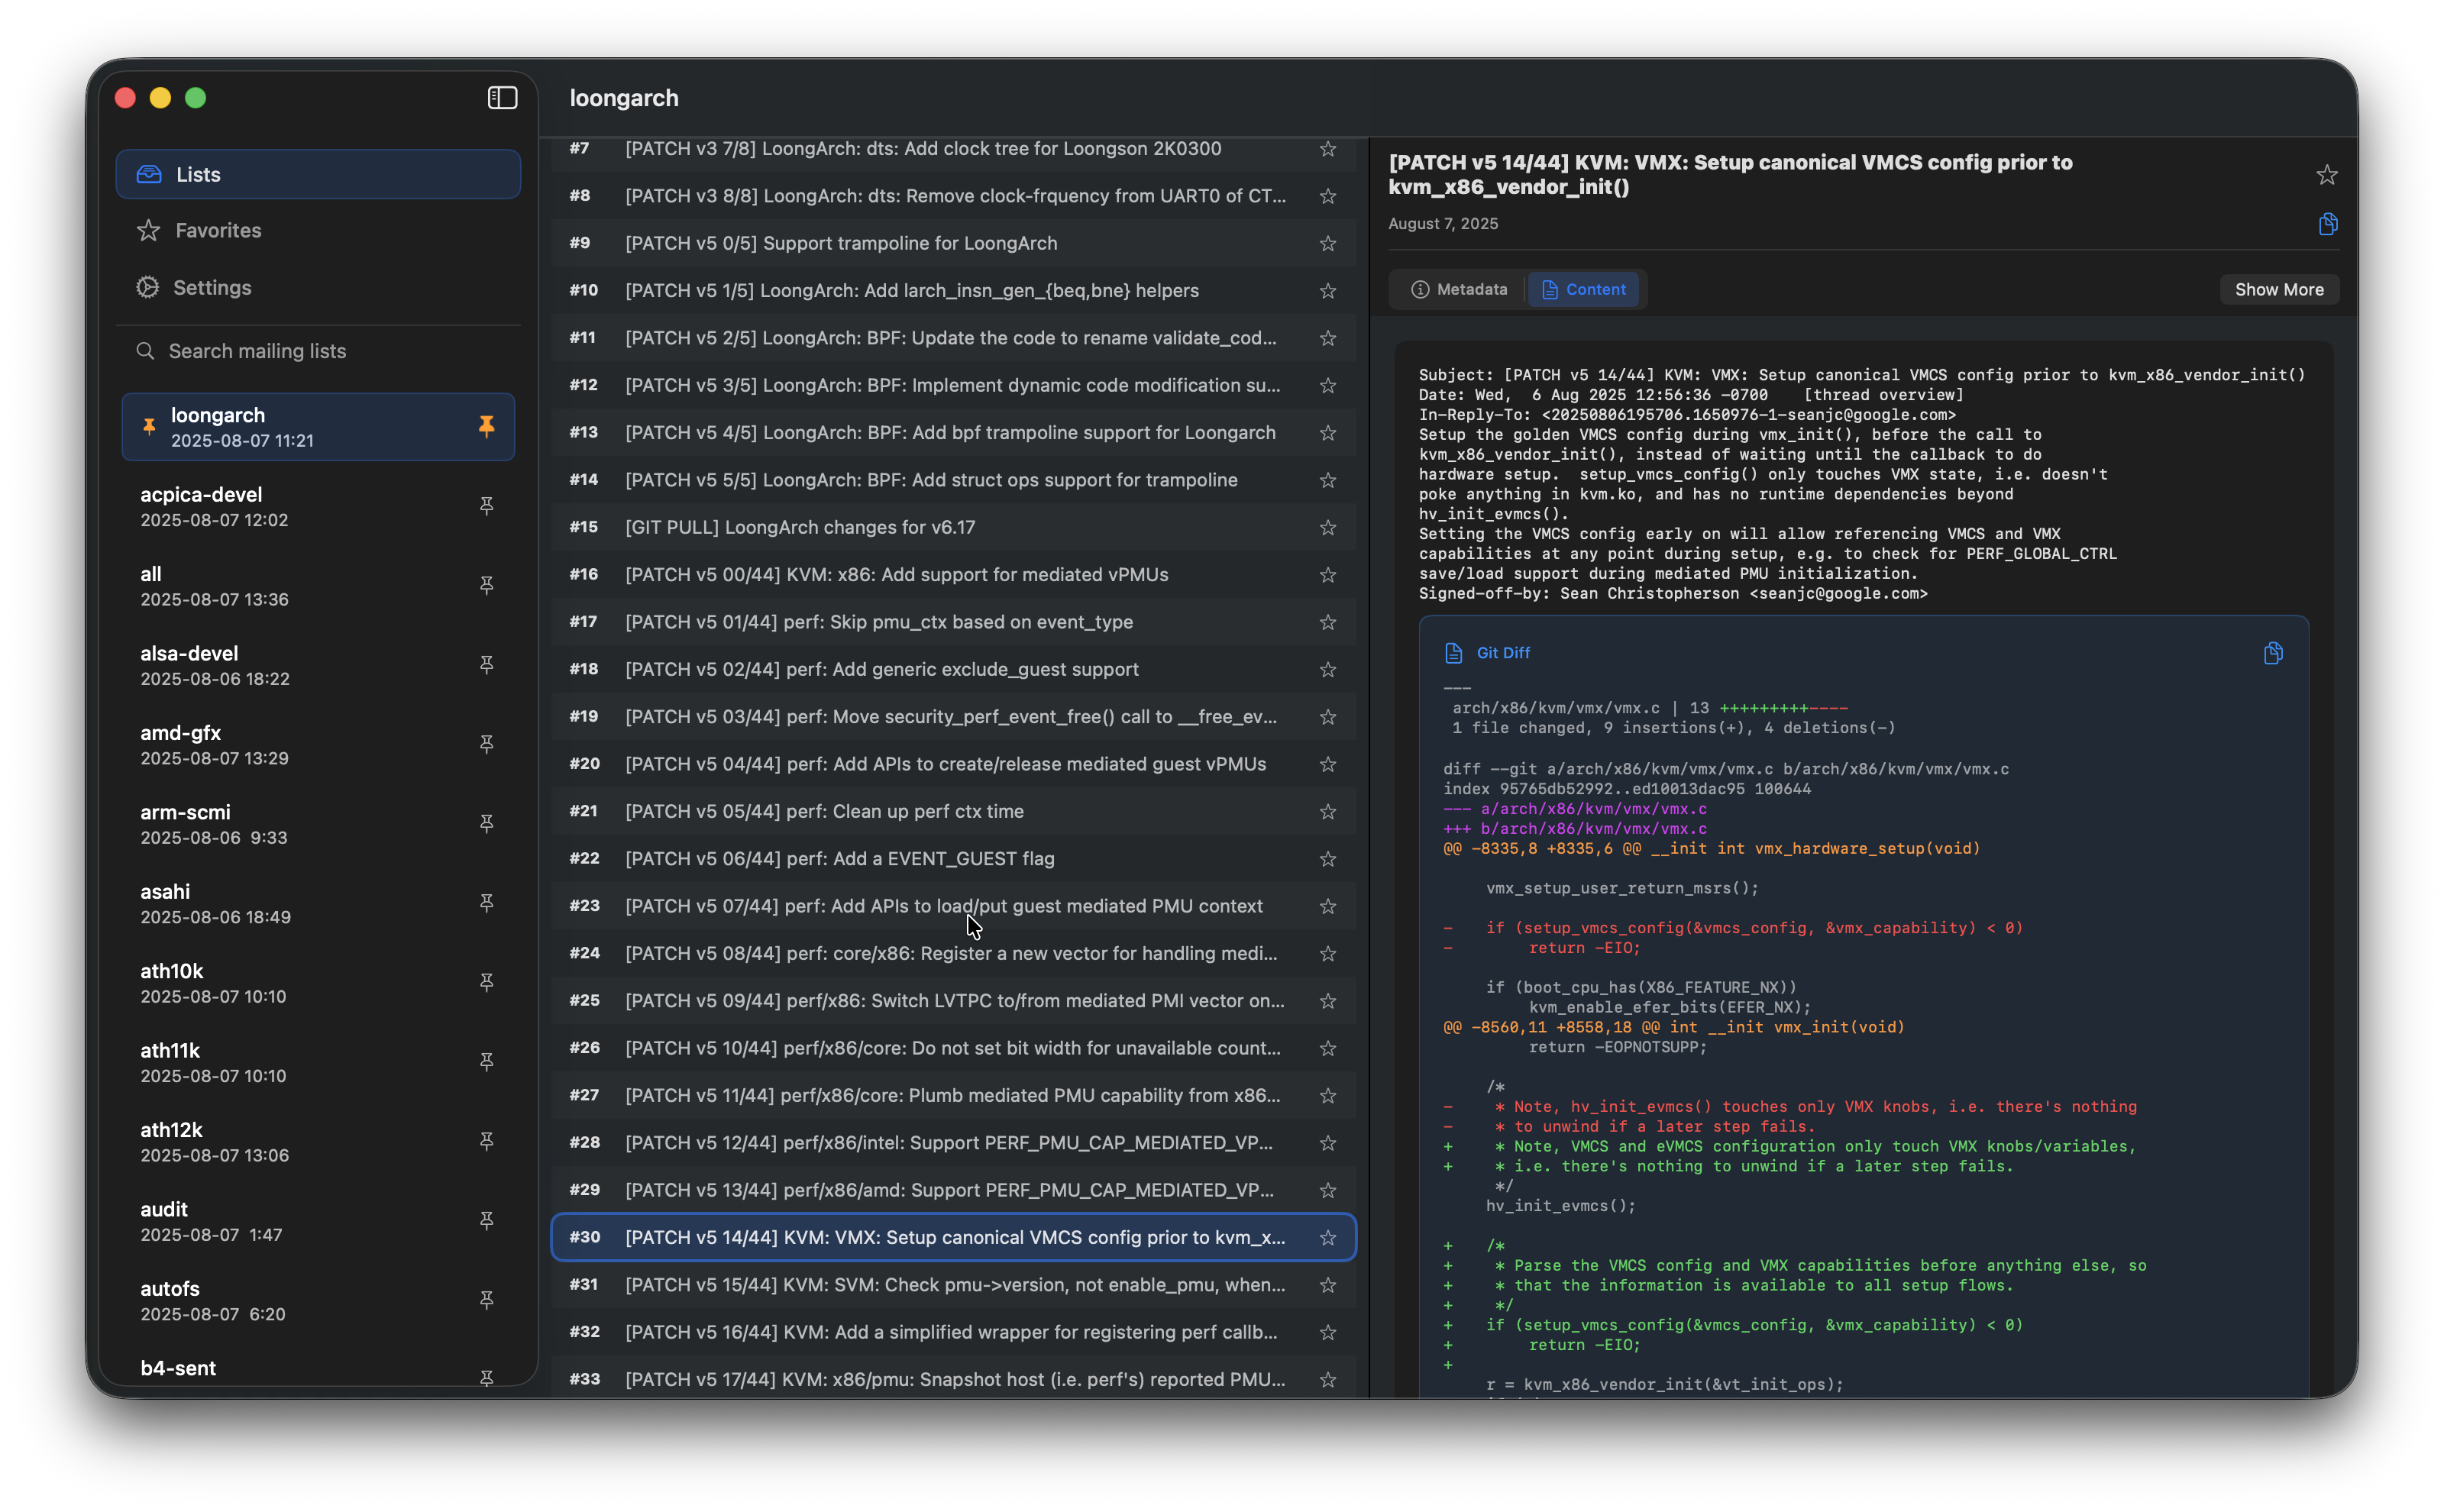 Lists
Favorites
Settings
Search mailing lists
loongarch
2025-08-07 11:21
acpica-devel
2025-08-07 12:02
all
2025-08-07 13:36
alsa-devel
2025-08-06 18:22
amd-gfx
2025-08-07 13:29
arm-scmi
2025-08-06  9:33
asahi
2025-08-06 18:49
ath10k
2025-08-07 10:10
ath11k
2025-08-07 10:10
ath12k
2025-08-07 13:06
audit
2025-08-07  1:47
autofs
2025-08-07  6:20
b4-sent
loongarch
#7 [PATCH v3 7/8] LoongArch: dts: Add clock tree for Loongson 2K0300
#8 [PATCH v3 8/8] LoongArch: dts: Remove clock-frquency from UART0 of CT...
#9 [PATCH v5 0/5] Support trampoline for LoongArch
#10 [PATCH v5 1/5] LoongArch: Add larch_insn_gen_{beq,bne} helpers
#11 [PATCH v5 2/5] LoongArch: BPF: Update the code to rename validate_cod...
#12 [PATCH v5 3/5] LoongArch: BPF: Implement dynamic code modification su...
#13 [PATCH v5 4/5] LoongArch: BPF: Add bpf trampoline support for Loongarch
#14 [PATCH v5 5/5] LoongArch: BPF: Add struct ops support for trampoline
#15 [GIT PULL] LoongArch changes for v6.17
#16 [PATCH v5 00/44] KVM: x86: Add support for mediated vPMUs
#17 [PATCH v5 01/44] perf: Skip pmu_ctx based on event_type
#18 [PATCH v5 02/44] perf: Add generic exclude_guest support
#19 [PATCH v5 03/44] perf: Move security_perf_event_free() call to __free_ev...
#20 [PATCH v5 04/44] perf: Add APIs to create/release mediated guest vPMUs
#21 [PATCH v5 05/44] perf: Clean up perf ctx time
#22 [PATCH v5 06/44] perf: Add a EVENT_GUEST flag
#23 [PATCH v5 07/44] perf: Add APIs to load/put guest mediated PMU context
#24 [PATCH v5 08/44] perf: core/x86: Register a new vector for handling medi...
#25 [PATCH v5 09/44] perf/x86: Switch LVTPC to/from mediated PMI vector on...
#26 [PATCH v5 10/44] perf/x86/core: Do not set bit width for unavailable count...
#27 [PATCH v5 11/44] perf/x86/core: Plumb mediated PMU capability from x86...
#28 [PATCH v5 12/44] perf/x86/intel: Support PERF_PMU_CAP_MEDIATED_VP...
#29 [PATCH v5 13/44] perf/x86/amd: Support PERF_PMU_CAP_MEDIATED_VP...
#30 [PATCH v5 14/44] KVM: VMX: Setup canonical VMCS config prior to kvm_x...
#31 [PATCH v5 15/44] KVM: SVM: Check pmu->version, not enable_pmu, when...
#32 [PATCH v5 16/44] KVM: Add a simplified wrapper for registering perf callb...
#33 [PATCH v5 17/44] KVM: x86/pmu: Snapshot host (i.e. perf's) reported PMU...
[PATCH v5 14/44] KVM: VMX: Setup canonical VMCS config prior to
kvm_x86_vendor_init()
August 7, 2025
Metadata
Content
Show More
Subject: [PATCH v5 14/44] KVM: VMX: Setup canonical VMCS config prior to kvm_x86_vendor_init()
Date: Wed,  6 Aug 2025 12:56:36 -0700    [thread overview]
In-Reply-To: <20250806195706.1650976-1-seanjc@google.com>
Setup the golden VMCS config during vmx_init(), before the call to
kvm_x86_vendor_init(), instead of waiting until the callback to do
hardware setup.  setup_vmcs_config() only touches VMX state, i.e. doesn't
poke anything in kvm.ko, and has no runtime dependencies beyond
hv_init_evmcs().
Setting the VMCS config early on will allow referencing VMCS and VMX
capabilities at any point during setup, e.g. to check for PERF_GLOBAL_CTRL
save/load support during mediated PMU initialization.
Signed-off-by: Sean Christopherson <seanjc@google.com>
Git Diff
---
 arch/x86/kvm/vmx/vmx.c | 13 +++++++++----
 1 file changed, 9 insertions(+), 4 deletions(-)
diff --git a/arch/x86/kvm/vmx/vmx.c b/arch/x86/kvm/vmx/vmx.c
index 95765db52992..ed10013dac95 100644
--- a/arch/x86/kvm/vmx/vmx.c
+++ b/arch/x86/kvm/vmx/vmx.c
@@ -8335,8 +8335,6 @@ __init int vmx_hardware_setup(void)
    vmx_setup_user_return_msrs();
-   if (setup_vmcs_config(&vmcs_config, &vmx_capability) < 0)
-       return -EIO;
    if (boot_cpu_has(X86_FEATURE_NX))
        kvm_enable_efer_bits(EFER_NX);
@@ -8560,11 +8558,18 @@ int __init vmx_init(void)
        return -EOPNOTSUPP;
    /*
-    * Note, hv_init_evmcs() touches only VMX knobs, i.e. there's nothing
-    * to unwind if a later step fails.
+    * Note, VMCS and eVMCS configuration only touch VMX knobs/variables,
+    * i.e. there's nothing to unwind if a later step fails.
     */
    hv_init_evmcs();
+   /*
+    * Parse the VMCS config and VMX capabilities before anything else, so
+    * that the information is available to all setup flows.
+    */
+   if (setup_vmcs_config(&vmcs_config, &vmx_capability) < 0)
+       return -EIO;
+
    r = kvm_x86_vendor_init(&vt_init_ops);